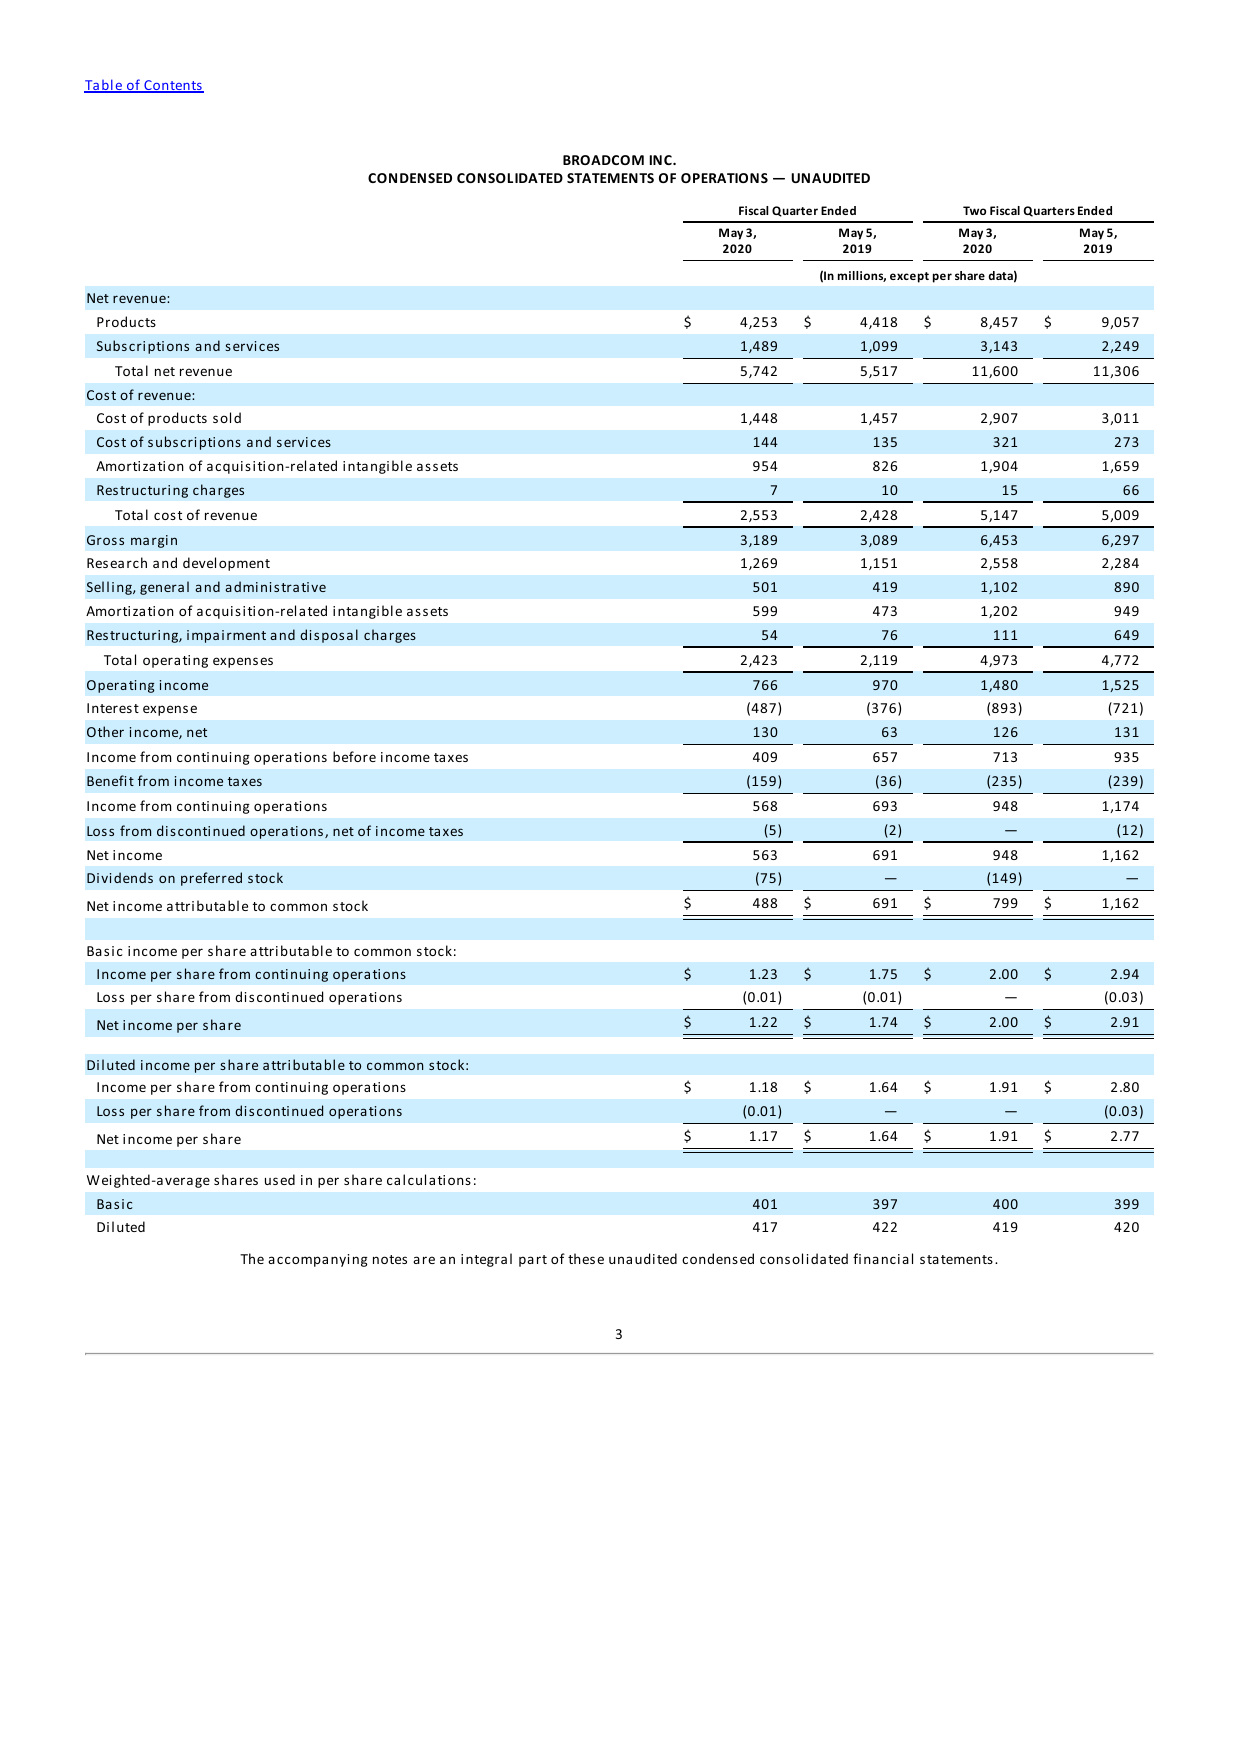 Table of Contents
BROADCOM INC.
CONDENSED CONSOLIDATED STATEMENTS OF OPERATIONS — UNAUDITED
Fiscal Quarter Ended Two Fiscal Quarters Ended
May 3, May 5, May 3, May 5,
2020 2019 2020 2019
(In millions, except per share data)
Net revenue:
Products $ 4,253 $ 4,418 $ 8,457 $ 9,057
Subscriptions and services 1,489 1,099 3,143 2,249
Total net revenue 5,742 5,517 11,600 11,306
Cost of revenue:
Cost of products sold 1,448 1,457 2,907 3,011
Cost of subscriptions and services 144 135 321 273
Amortization of acquisition-related intangible assets 954 826 1,904 1,659
Restructuring charges 7 10 15 66
Total cost of revenue 2,553 2,428 5,147 5,009
Gross margin 3,189 3,089 6,453 6,297
Research and development 1,269 1,151 2,558 2,284
Selling, general and administrative 501 419 1,102 890
Amortization of acquisition-related intangible assets 599 473 1,202 949
Restructuring, impairment and disposal charges 54 76 111 649
Total operating expenses 2,423 2,119 4,973 4,772
Operating income 766 970 1,480 1,525
Interest expense (487) (376) (893) (721)
Other income, net 130 63 126 131
Income from continuing operations before income taxes 409 657 713 935
Benefit from income taxes (159) (36) (235) (239)
Income from continuing operations 568 693 948 1,174
Loss from discontinued operations, net of income taxes (5) (2) — (12)
Net income 563 691 948 1,162
Dividends on preferred stock (75) — (149) —
Net income attributable to common stock $ 488 $ 691 $ 799 $ 1,162
Basic income per share attributable to common stock:
Income per share from continuing operations $ 1.23 $ 1.75 $ 2.00 $ 2.94
Loss per share from discontinued operations (0.01) (0.01) — (0.03)
Net income per share $ 1.22 $ 1.74 $ 2.00 $ 2.91
Diluted income per share attributable to common stock:
Income per share from continuing operations $ 1.18 $ 1.64 $ 1.91 $ 2.80
Loss per share from discontinued operations (0.01) — — (0.03)
Net income per share $ 1.17 $ 1.64 $ 1.91 $ 2.77
Weighted-average shares used in per share calculations:
Basic 401 397 400 399
Diluted 417 422 419 420
The accompanying notes are an integral part of these unaudited condensed consolidated financial statements.
3